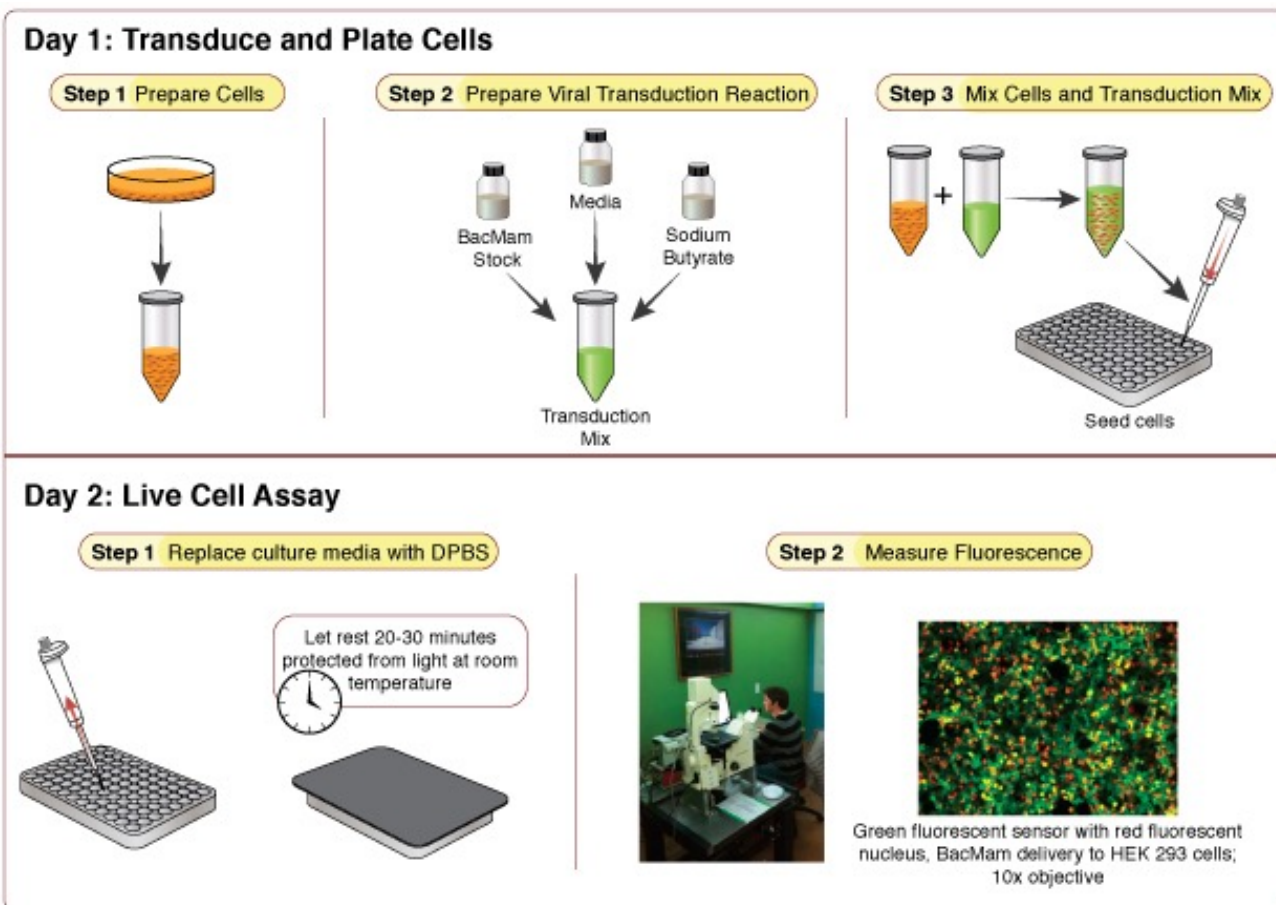 Day 1: Transduce and Plate Cells
Step 1 Prepare Cells
Step 2 Prepare Viral Transduction Reaction
BacMam
Stock
Media
Sodium
Butyrate
Transduction
Mix
Step 3 Mix Cells and Transduction Mix
+
Seed cells
Day 2: Live Cell Assay
Step 1 Replace culture media with DPBS
Let rest 20-30 minutes
protected from light at room
temperature
Step 2 Measure Fluorescence
Green fluorescent sensor with red fluorescent
nucleus, BacMam delivery to HEK 293 cells;
10x objective